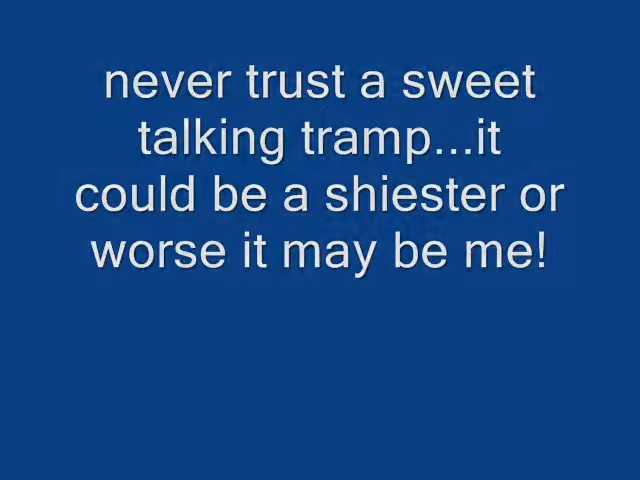 never trust a sweet
talking tramp...it
could be a shiester or
worse it may be me!